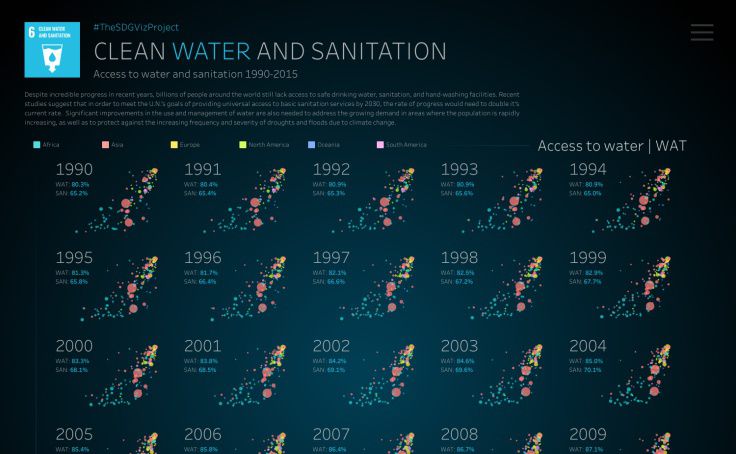 6 CLEAN WATER
AND SANITATION
#TheSDGVizProject
CLEAN WATER AND SANITATION
Access to water and sanitation 1990-2015
Despite incredible progress in recent years, billions of people around the world still lack access to safe drinking water, sanitation, and hand-washing facilities. Recent
studies suggest that in order to meet the U.N.'s goals of providing universal access to basic sanitation services by 2030, the rate of progress would need to double it's
current rate. Significant improvements in the use and management of water are also needed to address the growing demand in areas where the population is rapidly
increasing, as well as to protect against the increasing frequency and severity of droughts and floods due to climate change.
Africa Asia Europe North America Oceania South America
Access to water | WAT
1990 1991 1992 1993 1994
WAT: 80.3% WAT: 80.4% WAT: 80.9% WAT: 80.9% WAT: 80.9%
SAN: 65.2% SAN: 65.4% SAN: 65.3% SAN: 65.6% SAN: 65.0%
1995 1996 1997 1998 1999
WAT: 81.3% WAT: 81.7% WAT: 82.1% WAT: 82.5% WAT: 82.9%
SAN: 65.8% SAN: 66.4% SAN: 66.6% SAN: 67.2% SAN: 67.7%
2000 2001 2002 2003 2004
WAT: 83.3% WAT: 83.8% WAT: 84.2% WAT: 84.6% WAT: 85.0%
SAN: 68.1% SAN: 68.5% SAN: 69.1% SAN: 69.6% SAN: 70.1%
2005 2006 2007 2008 2009
WAT: 85.4% WAT: 85.8% WAT: 86.4% WAT: 86.7% WAT: 87.1%